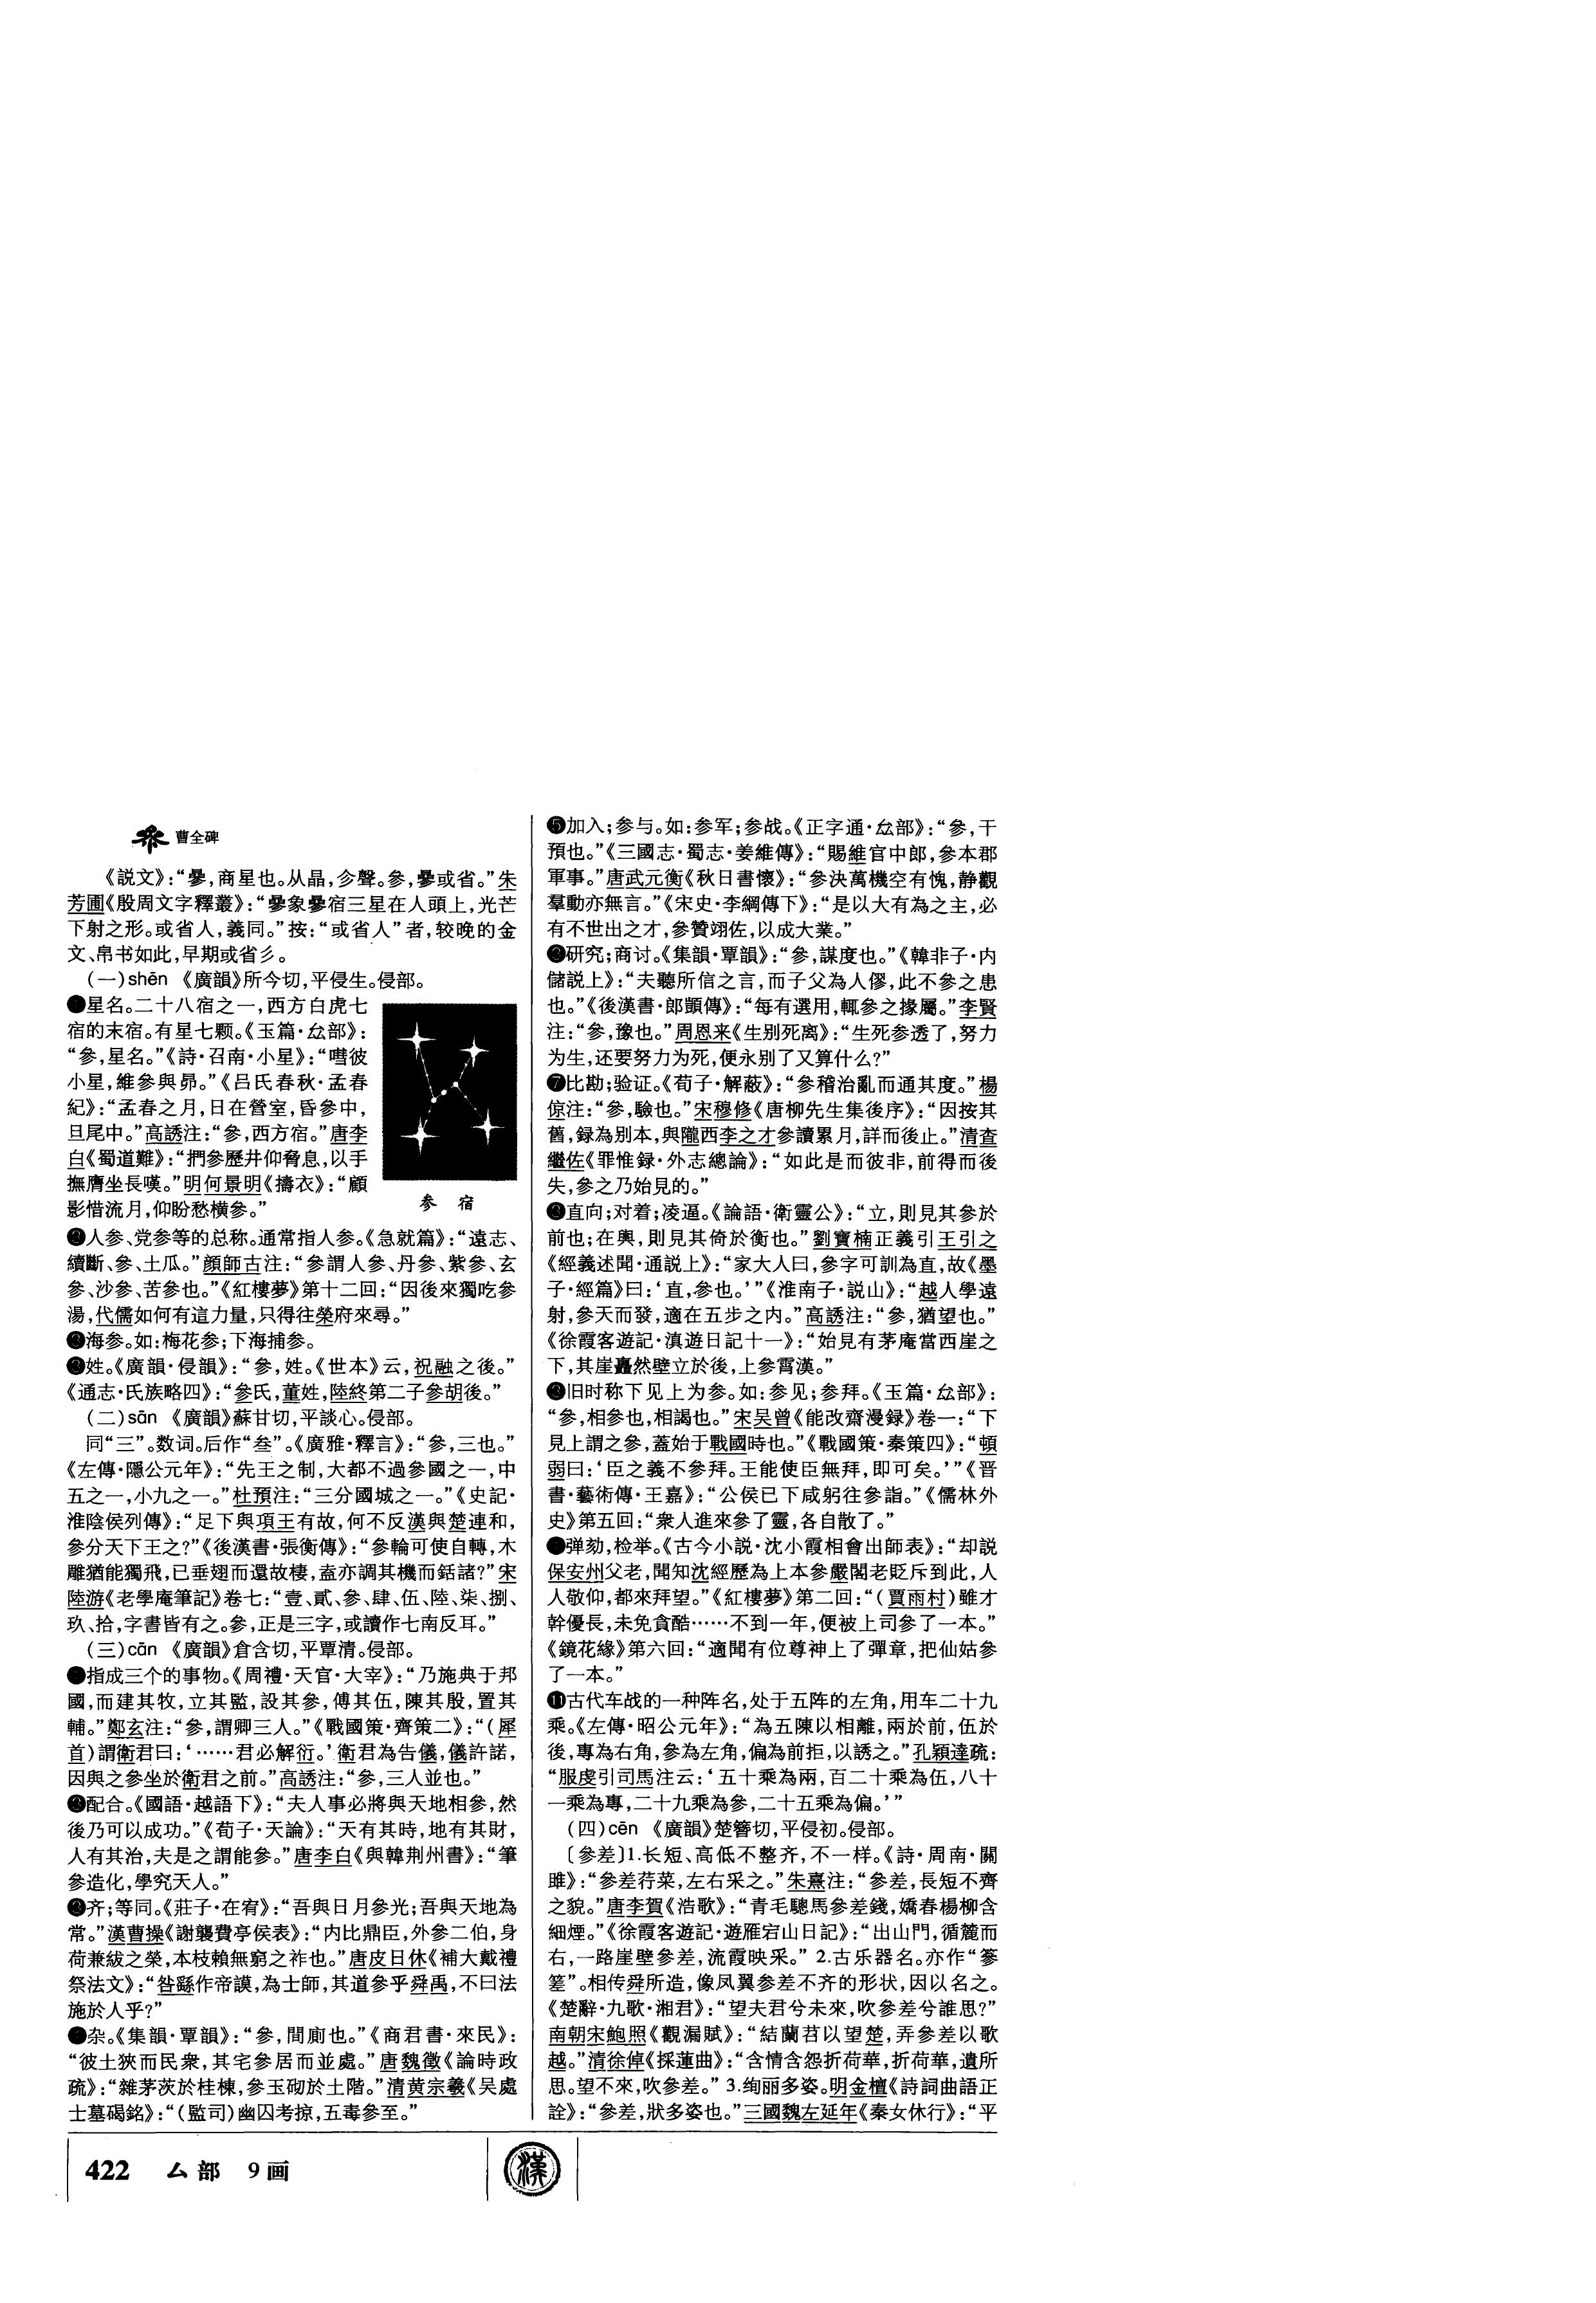 曹全碑
《説文》：“曑，商星也。从晶，㐱聲。參，曑或省。”朱
芳圃《殷周文字釋叢》：“曑象曑宿三星在人頭上，光芒
下射之形。或省人，義同。”按：“或省人”者，较晚的金
文、帛书如此，早期或省彡。
(一)shēn 《廣韻》所今切，平侵生。侵部。
❶星名。二十八宿之一，西方白虎七
宿的末宿。有星七颗。《玉篇·厽部》：
“參，星名。”《詩·召南·小星》：“嘒彼
小星，維參與昴。”《吕氏春秋·孟春
紀》：“孟春之月，日在營室，昏參中，
旦尾中。”高誘注：“參，西方宿。”唐李
白《蜀道難》：“捫參歷井仰脅息，以手
撫膺坐長嘆。”明何景明《擣衣》：“顧
影惜流月，仰盼愁横參。”
参 宿
❷人参、党参等的总称。通常指人参。《急就篇》：“遠志、
續斷、參、土瓜。”顔師古注：“參謂人參、丹參、紫參、玄
參、沙參、苦參也。”《紅樓夢》第十二回：“因後來獨吃參
湯，代儒如何有這力量，只得往榮府來尋。”
❸海参。如：梅花参；下海捕参。
❹姓。《廣韻·侵韻》：“參，姓。《世本》云，祝融之後。”
《通志·氏族略四》：“參氏，董姓，陸終第二子參胡後。”
(二)sān 《廣韻》蘇甘切，平談心。侵部。
同“三”。数词。后作“叁”。《廣雅·釋言》：“參，三也。”
《左傳·隱公元年》：“先王之制，大都不過參國之一，中
五之一，小九之一。”杜預注：“三分國城之一。”《史記·
淮陰侯列傳》：“足下與項王有故，何不反漢與楚連和，
參分天下王之？”《後漢書·張衡傳》：“參輪可使自轉，木
雕猶能獨飛，已垂翅而還故棲，盍亦調其機而銛諸？”宋
陸游《老學庵筆記》卷七：“壹、貳、參、肆、伍、陸、柒、捌、
玖、拾，字書皆有之。參，正是三字，或讀作七南反耳。”
(三)cān 《廣韻》倉含切，平覃清。侵部。
❶指成三个的事物。《周禮·天官·大宰》：“乃施典于邦
國，而建其牧，立其監，設其參，傅其伍，陳其殷，置其
輔。”鄭玄注：“參，謂卿三人。”《戰國策·齊策二》：“（犀
首）謂衛君曰：‘……君必解衍。’衛君為告儀，儀許諾，
因與之參坐於衛君之前。”高誘注：“參，三人並也。”
❷配合。《國語·越語下》：“夫人事必將與天地相參，然
後乃可以成功。”《荀子·天論》：“天有其時，地有其財，
人有其治，夫是之謂能參。”唐李白《與韓荆州書》：“筆
參造化，學究天人。”
❸齐；等同。《莊子·在宥》：“吾與日月參光；吾與天地為
常。”漢曹操《謝襲費亭侯表》：“内比鼎臣，外參二伯，身
荷兼紱之榮，本枝賴無窮之祚也。”唐皮日休《補大戴禮
祭法文》：“咎繇作帝謨，為士師，其道參乎舜禹，不曰法
施於人乎？”
❹杂。《集韻·覃韻》：“參，間廁也。”《商君書·來民》：
“彼土狹而民衆，其宅參居而並處。”唐魏徵《論時政
疏》：“雜茅茨於桂棟，參玉砌於土階。”清黄宗羲《吴處
士墓碣銘》：“（監司）幽囚考掠，五毒參至。”
❺加入；参与。如：参军；参战。《正字通·厽部》：“參，干
預也。”《三國志·蜀志·姜維傳》：“賜維官中郎，參本郡
軍事。”唐武元衡《秋日書懷》：“參決萬機空有愧，静觀
羣動亦無言。”《宋史·李綱傳下》：“是以大有為之主，必
有不世出之才，參贊翊佐，以成大業。”
❻研究；商讨。《集韻·覃韻》：“參，謀度也。”《韓非子·内
儲説上》：“夫聽所信之言，而子父為人僇，此不參之患
也。”《後漢書·郎顗傳》：“每有選用，輒參之掾屬。”李賢
注：“參，豫也。”周恩来《生别死离》：“生死参透了，努力
为生，还要努力为死，便永别了又算什么？”
❼比勘；验证。《荀子·解蔽》：“參稽治亂而通其度。”楊
倞注：“參，驗也。”宋穆修《唐柳先生集後序》：“因按其
舊，録為别本，與隴西李之才參讀累月，詳而後止。”清查
繼佐《罪惟録·外志總論》：“如此是而彼非，前得而後
失，參之乃始見的。”
❽直向；对着；凌逼。《論語·衛靈公》：“立，則見其參於
前也；在輿，則見其倚於衡也。”劉寶楠正義引王引之
《經義述聞·通説上》：“家大人曰，參字可訓為直，故《墨
子·經篇》曰：‘直，參也。’”《淮南子·説山》：“越人學遠
射，參天而發，適在五步之内。”高誘注：“參，猶望也。”
《徐霞客遊記·滇遊日記十一》：“始見有茅庵當西崖之
下，其崖矗然壁立於後，上參霄漢。”
❾旧时称下见上为参。如：参见；参拜。《玉篇·厽部》：
“參，相參也，相謁也。”宋吴曾《能改齋漫録》卷一：“下
見上謂之參，蓋始于戰國時也。”《戰國策·秦策四》：“頓
弱曰：‘臣之義不參拜。王能使臣無拜，即可矣。’”《晋
書·藝術傳·王嘉》：“公侯已下咸躬往參詣。”《儒林外
史》第五回：“衆人進來參了靈，各自散了。”
❿弹劾，检举。《古今小説·沈小霞相會出師表》：“却説
保安州父老，聞知沈經歷為上本參嚴閣老貶斥到此，人
人敬仰，都來拜望。”《紅樓夢》第二回：“（賈雨村）雖才
幹優長，未免貪酷……不到一年，便被上司參了一本。”
《鏡花緣》第六回：“適聞有位尊神上了彈章，把仙姑參
了一本。”
⓫古代车战的一种阵名，处于五阵的左角，用车二十九
乘。《左傳·昭公元年》：“為五陳以相離，兩於前，伍於
後，專為右角，參為左角，偏為前拒，以誘之。”孔穎達疏：
“服虔引司馬注云：‘五十乘為兩，百二十乘為伍，八十
一乘為專，二十九乘為參，二十五乘為偏。’”
(四)cēn 《廣韻》楚簪切，平侵初。侵部。
〔參差〕1.长短、高低不整齐，不一样。《詩·周南·關
雎》：“參差荇菜，左右采之。”朱熹注：“參差，長短不齊
之貌。”唐李賀《浩歌》：“青毛驄馬參差錢，嬌春楊柳含
細煙。”《徐霞客遊記·遊雁宕山日記》：“出山門，循麓而
右，一路崖壁參差，流霞映采。” 2.古乐器名。亦作“篸
䇎”。相传舜所造，像凤翼参差不齐的形状，因以名之。
《楚辭·九歌·湘君》：“望夫君兮未來，吹參差兮誰思？”
南朝宋鮑照《觀漏賦》：“結蘭苕以望楚，弄參差以歌
越。”清徐倬《採蓮曲》：“含情含怨折荷華，折荷華，遺所
思。望不來，吹參差。” 3.绚丽多姿。明金檀《詩詞曲語正
詮》：“參差，狀多姿也。”三國魏左延年《秦女休行》：“平
422 厶部 9画
漢